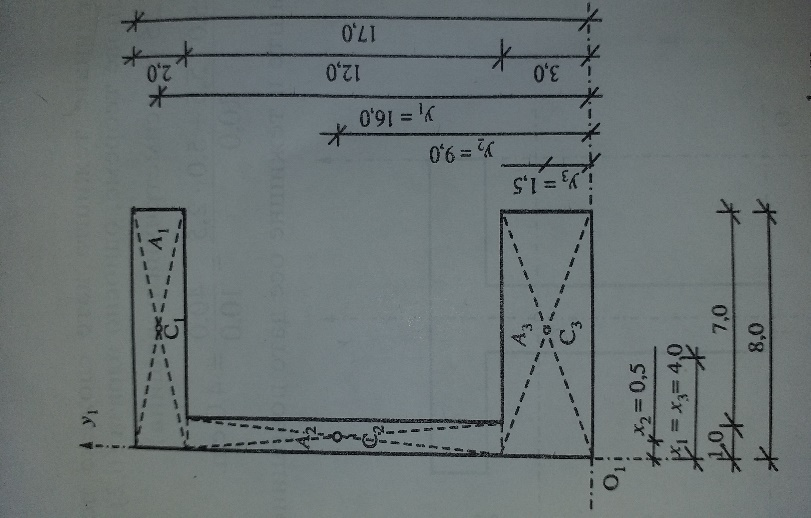 17,0
2,0
12,0
3,0
y₁ = 16,0
y₂ = 9,0
y₃ = 1,5
y₁
A₁
C₁
A₂
C₂
A₃
C₃
O₁
x₂ = 0,5
x₁ = x₃ = 4,0
1,0
7,0
8,0